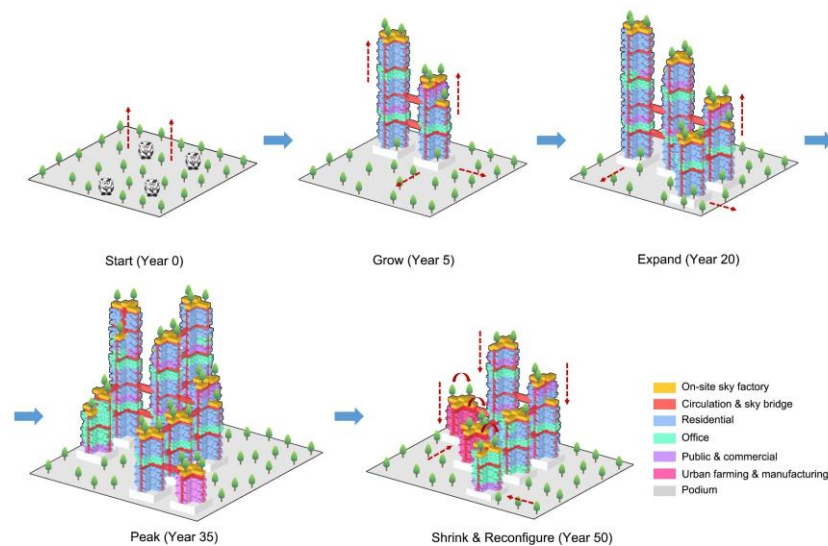 Start (Year 0)
Grow (Year 5)
Expand (Year 20)
Peak (Year 35)
Shrink & Reconfigure (Year 50)
On-site sky factory
Circulation & sky bridge
Residential
Office
Public & commercial
Urban farming & manufacturing
Podium